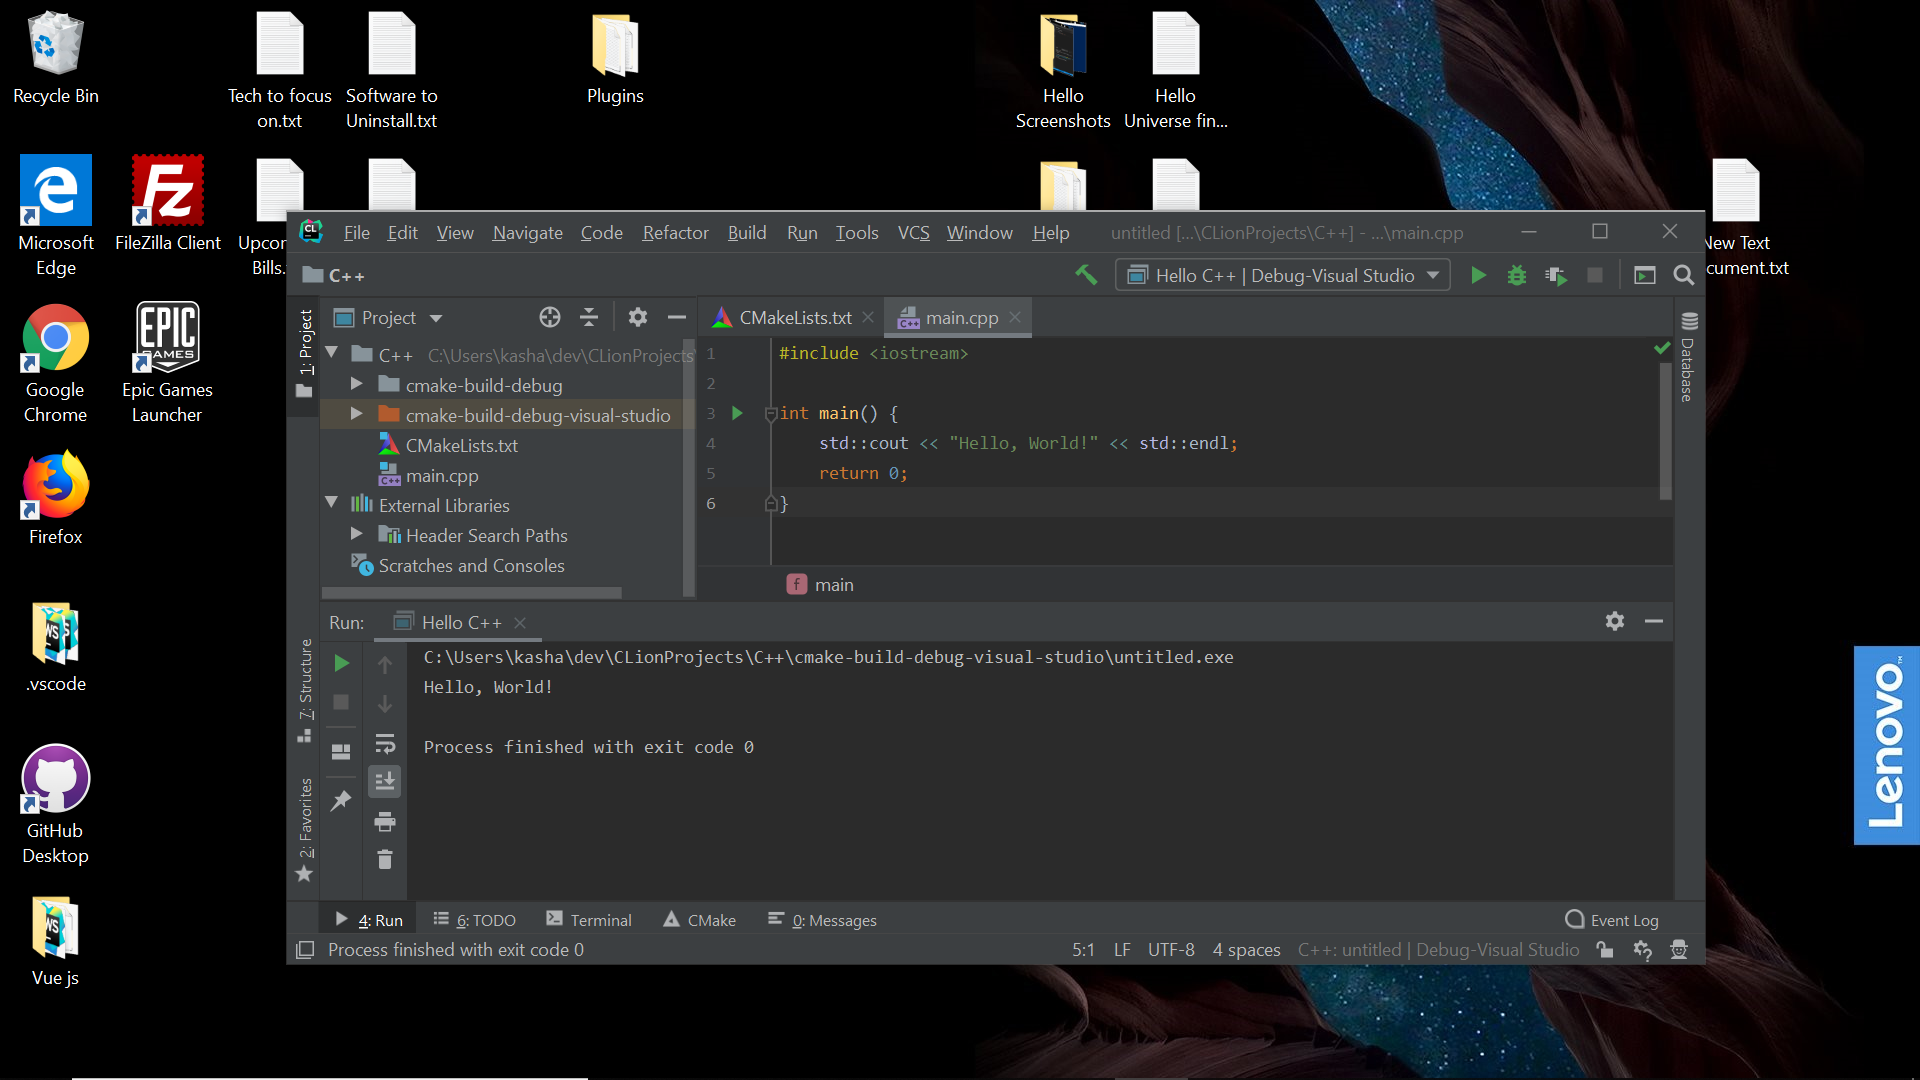 Recycle Bin
Tech to focus
on.txt
Software to
Uninstall.txt
Plugins
Hello
Screenshots
Hello
Universe fin...
Microsoft
Edge
FileZilla Client
Upcor
Bills.
New Text
cument.txt
Google
Chrome
EPIC
GAMES
Epic Games
Launcher
Firefox
.vscode
GitHub
Desktop
Vue js
Lenovo
CL
File Edit View Navigate Code Refactor Build Run Tools VCS Window Help
untitled [...\CLionProjects\C++] - ...\main.cpp
C++
Hello C++ | Debug-Visual Studio
1: Project
Project
C++ C:\Users\kasha\dev\CLionProjects
cmake-build-debug
cmake-build-debug-visual-studio
CMakeLists.txt
main.cpp
External Libraries
Header Search Paths
Scratches and Consoles
CMakeLists.txt
main.cpp
1 #include <iostream>
2
3 int main() {
4 std::cout << "Hello, World!" << std::endl;
5 return 0;
6 }
f main
Database
Run: Hello C++
C:\Users\kasha\dev\CLionProjects\C++\cmake-build-debug-visual-studio\untitled.exe
Hello, World!
Process finished with exit code 0
7: Structure
2: Favorites
4: Run 6: TODO Terminal CMake 0: Messages Event Log
Process finished with exit code 0
5:1 LF UTF-8 4 spaces C++: untitled | Debug-Visual Studio